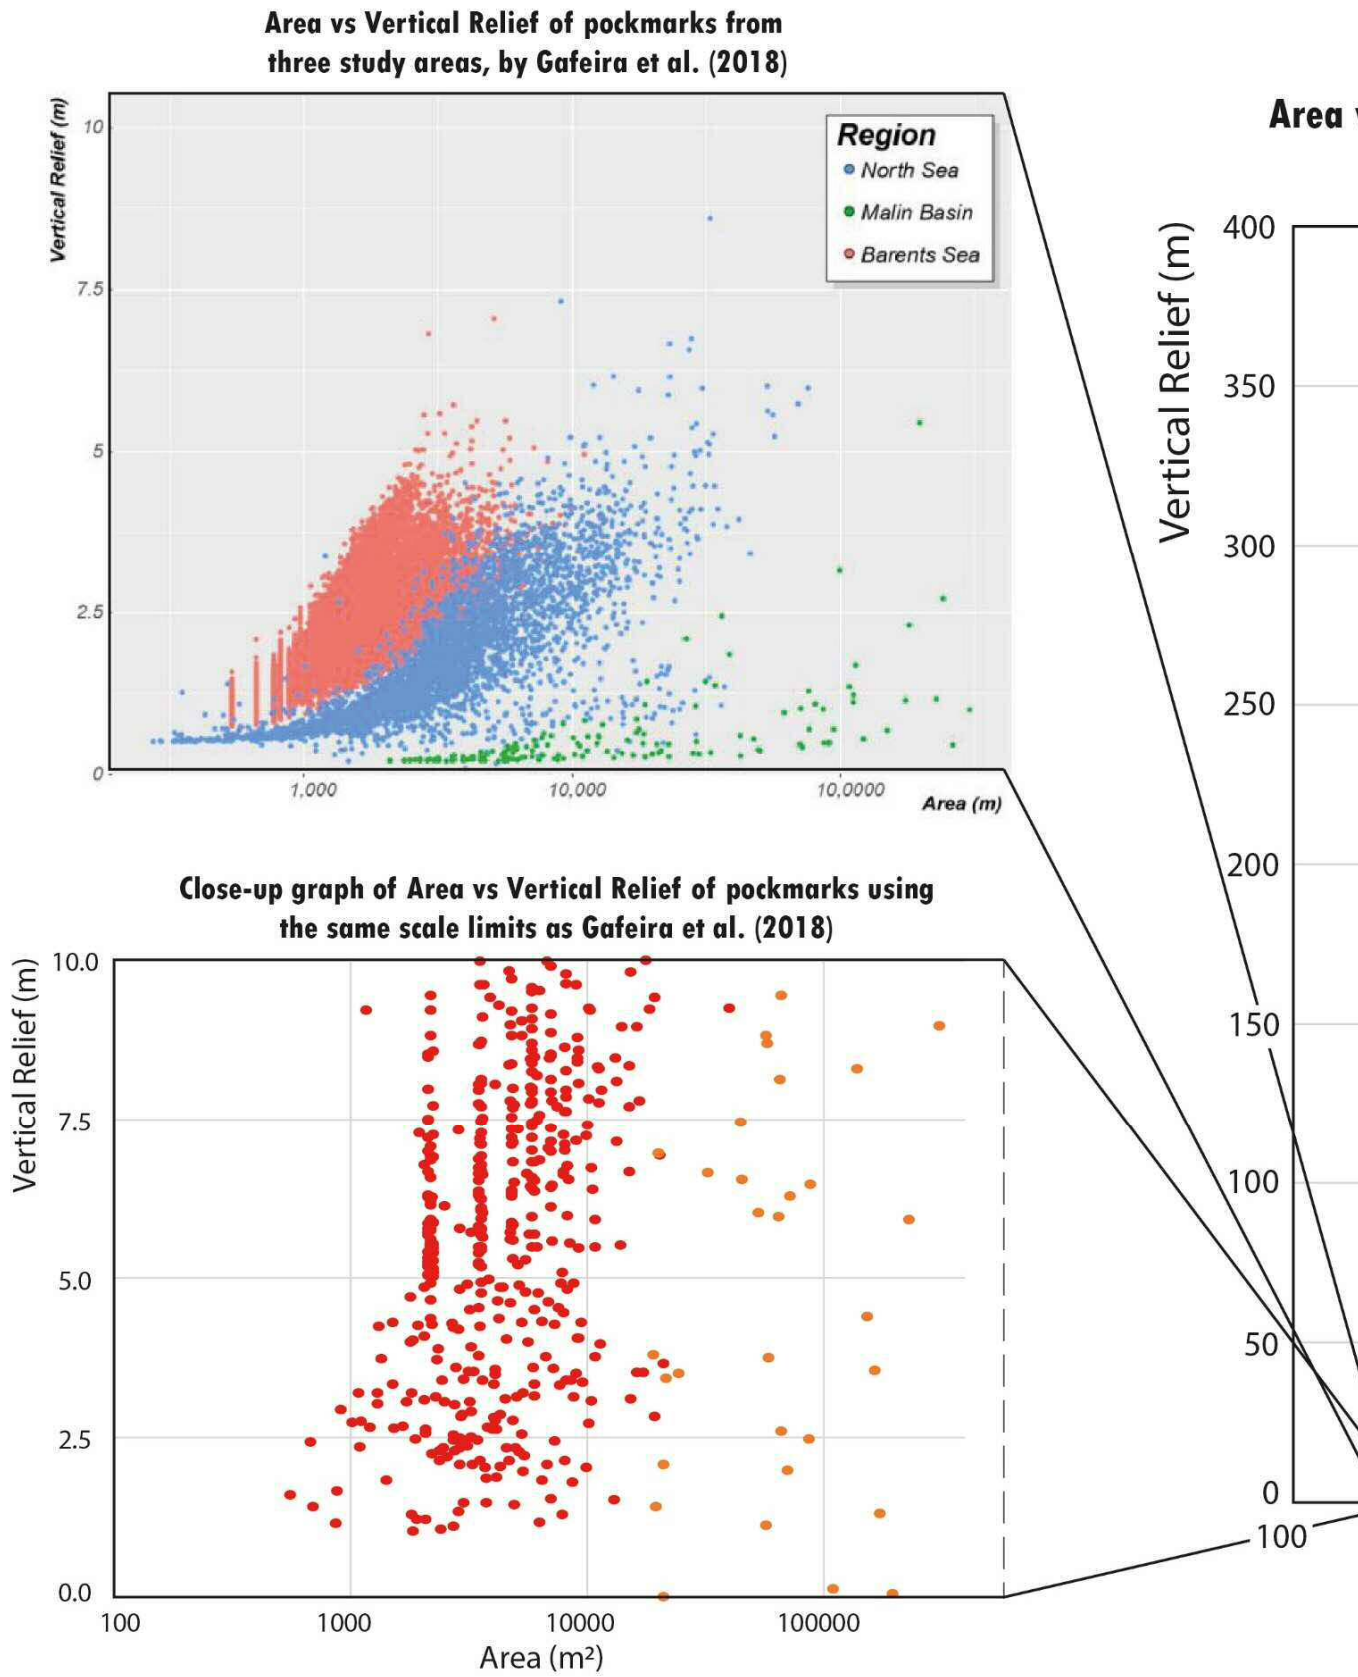 Area vs Vertical Relief of pockmarks from
three study areas, by Gafeira et al. (2018)
Vertical Relief (m)
10
7.5
5
2.5
0
Region
North Sea
Malin Basin
Barents Sea
1,000
10,000
10,0000
Area (m)
Close-up graph of Area vs Vertical Relief of pockmarks using
the same scale limits as Gafeira et al. (2018)
Vertical Relief (m)
10.0
7.5
5.0
2.5
0.0
100
1000
10000
100000
Area (m²)
Area v
Vertical Relief (m)
400
350
300
250
200
150
100
50
0
100